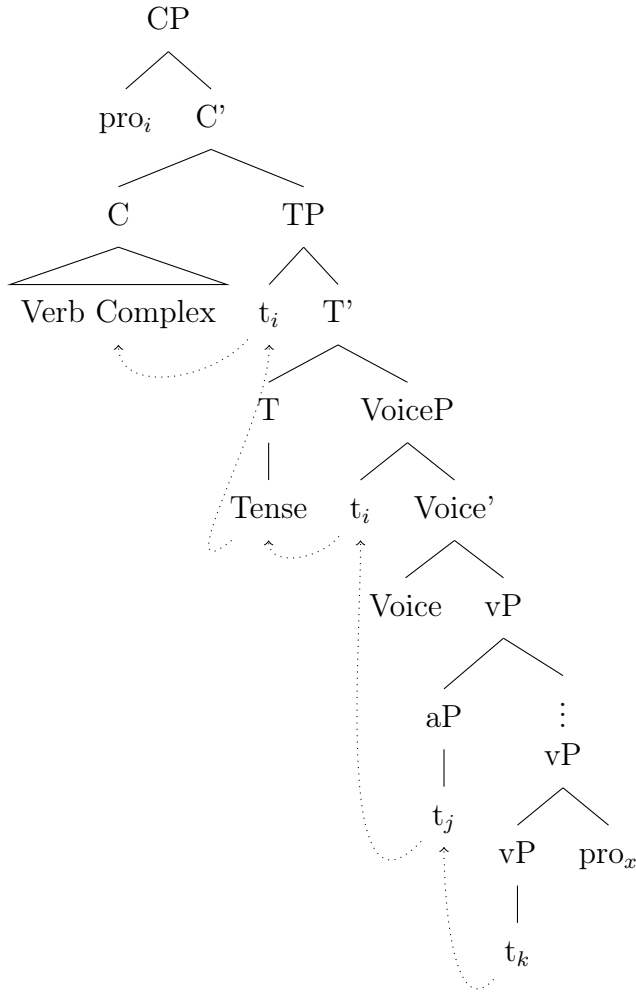 CP
pro_i C'
C TP
Verb Complex t_i T'
T VoiceP
Tense t_i Voice'
Voice vP
aP ⋮
vP
t_j
vP pro_x
t_k